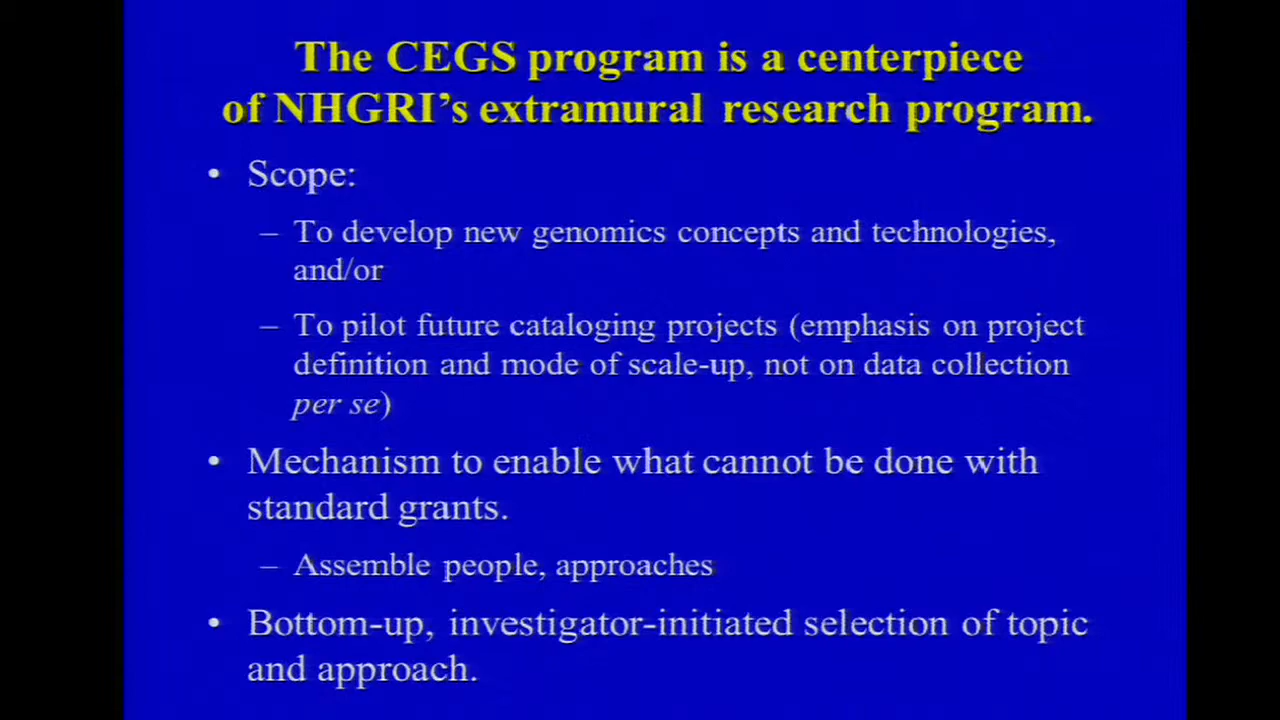 The CEGS program is a centerpiece
of NHGRI's extramural research program.
• Scope:
– To develop new genomics concepts and technologies,
and/or
– To pilot future cataloging projects (emphasis on project
definition and mode of scale-up, not on data collection
per se)
• Mechanism to enable what cannot be done with
standard grants.
– Assemble people, approaches
• Bottom-up, investigator-initiated selection of topic
and approach.